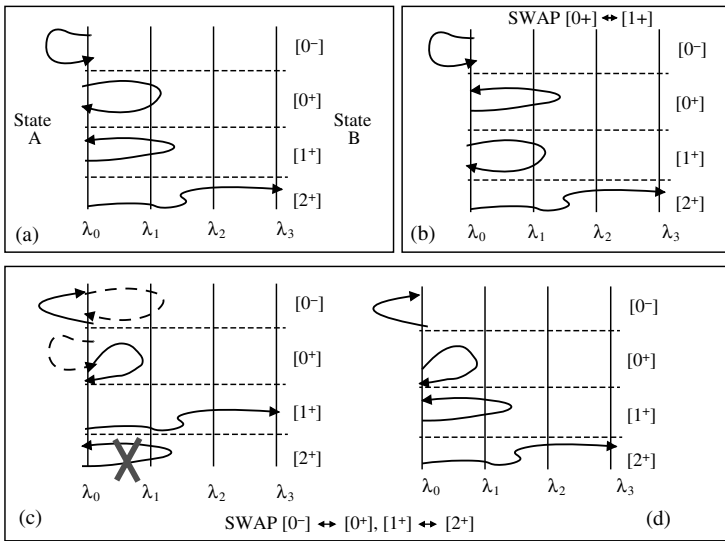 (a)
State
A
State
B
[0⁻]
[0⁺]
[1⁺]
[2⁺]
λ₀ λ₁ λ₂ λ₃
SWAP [0+] ↔ [1+]
[0⁻]
[0⁺]
[1⁺]
[2⁺]
(b)
λ₀ λ₁ λ₂ λ₃
[0⁻]
[0⁺]
[1⁺]
[2⁺]
(c)
λ₀ λ₁ λ₂ λ₃
[0⁻]
[0⁺]
[1⁺]
[2⁺]
λ₀ λ₁ λ₂ λ₃
(d)
SWAP [0⁻] ↔ [0⁺], [1⁺] ↔ [2⁺]